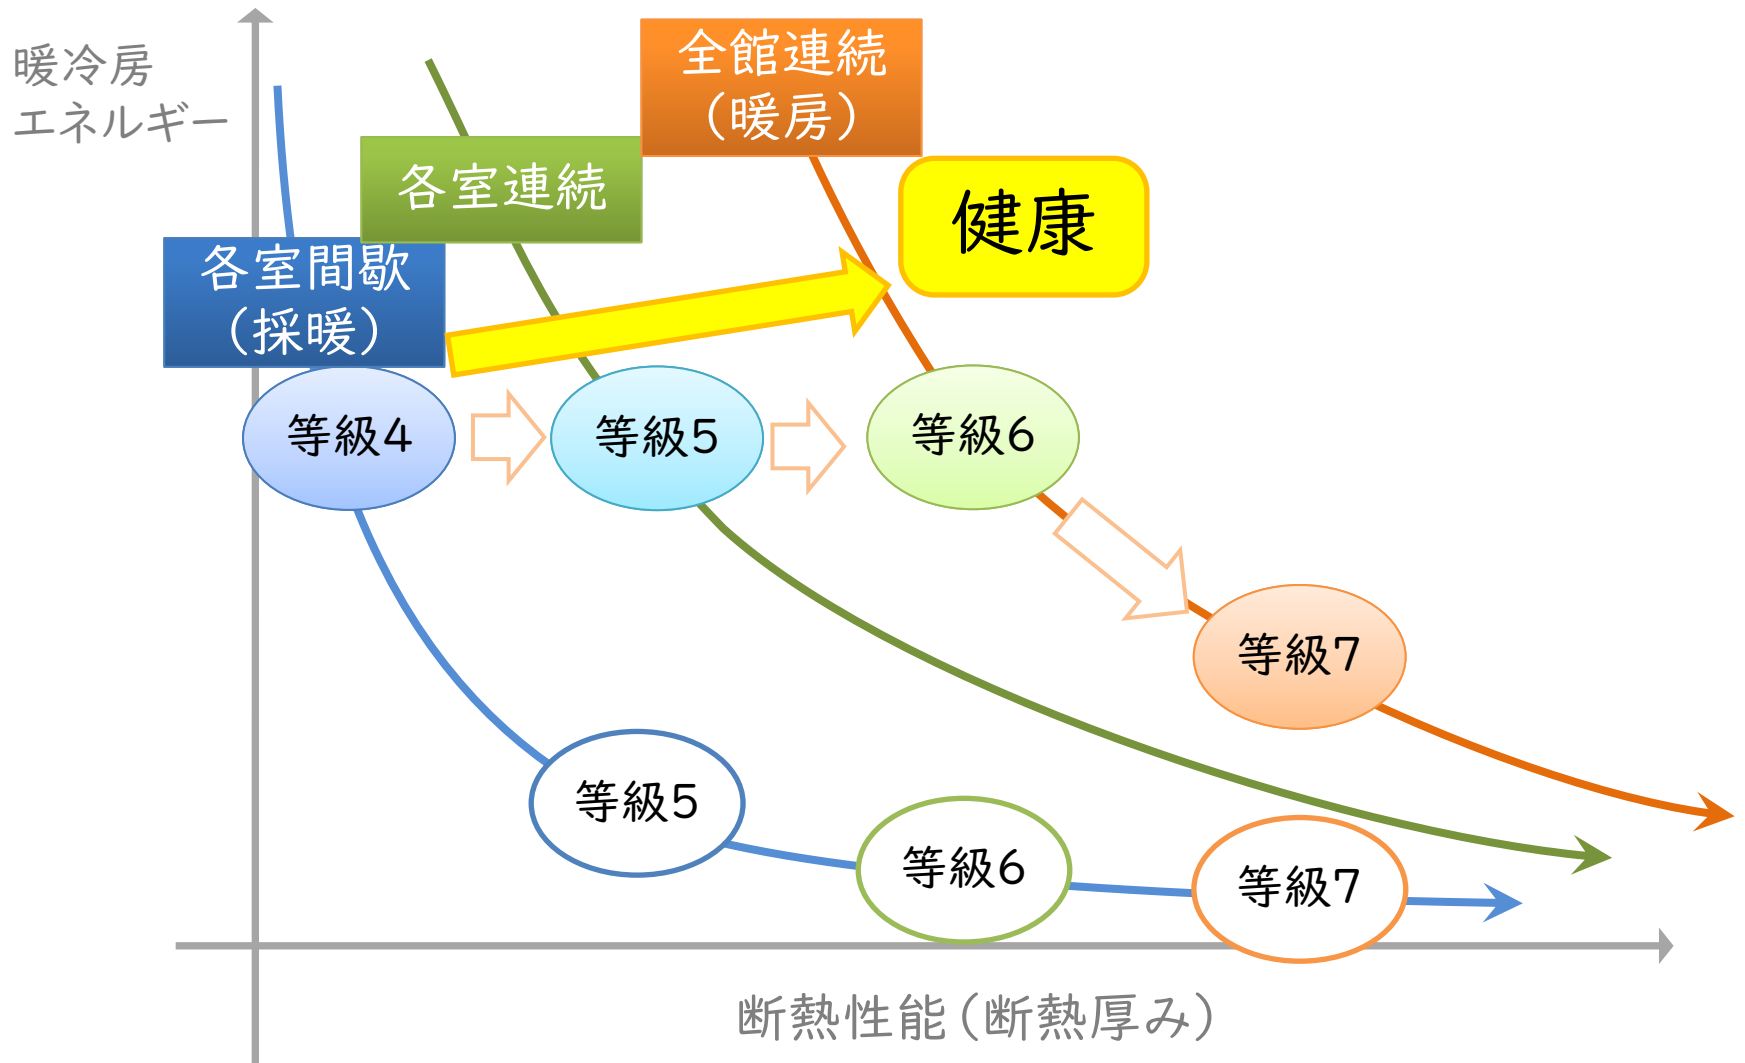 暖冷房
エネルギー
全館連続
（暖房）
各室連続
健康
各室間歇
（採暖）
等級4
等級5
等級6
等級7
等級5
等級6
等級7
断熱性能（断熱厚み）